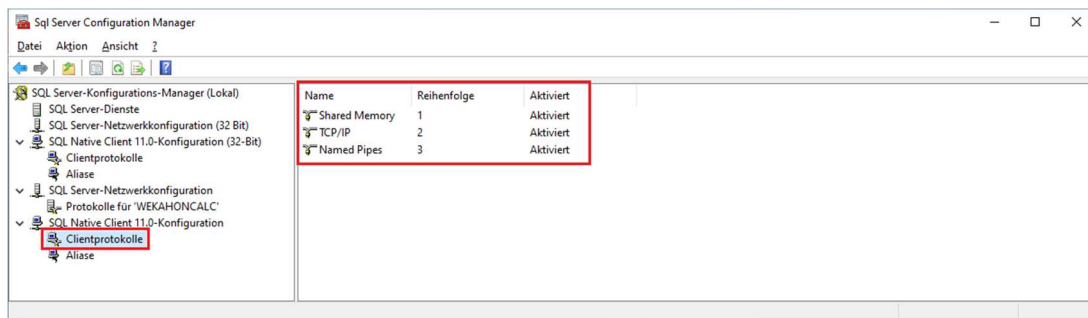 Sql Server Configuration Manager
Datei Aktion Ansicht ?
SQL Server-Konfigurations-Manager (Lokal)
SQL Server-Dienste
SQL Server-Netzwerkkonfiguration (32 Bit)
SQL Native Client 11.0-Konfiguration (32-Bit)
Clientprotokolle
Aliase
SQL Server-Netzwerkkonfiguration
Protokolle für 'WEKAHONCALC'
SQL Native Client 11.0-Konfiguration
Clientprotokolle
Aliase
Name Reihenfolge Aktiviert
Shared Memory 1 Aktiviert
TCP/IP 2 Aktiviert
Named Pipes 3 Aktiviert